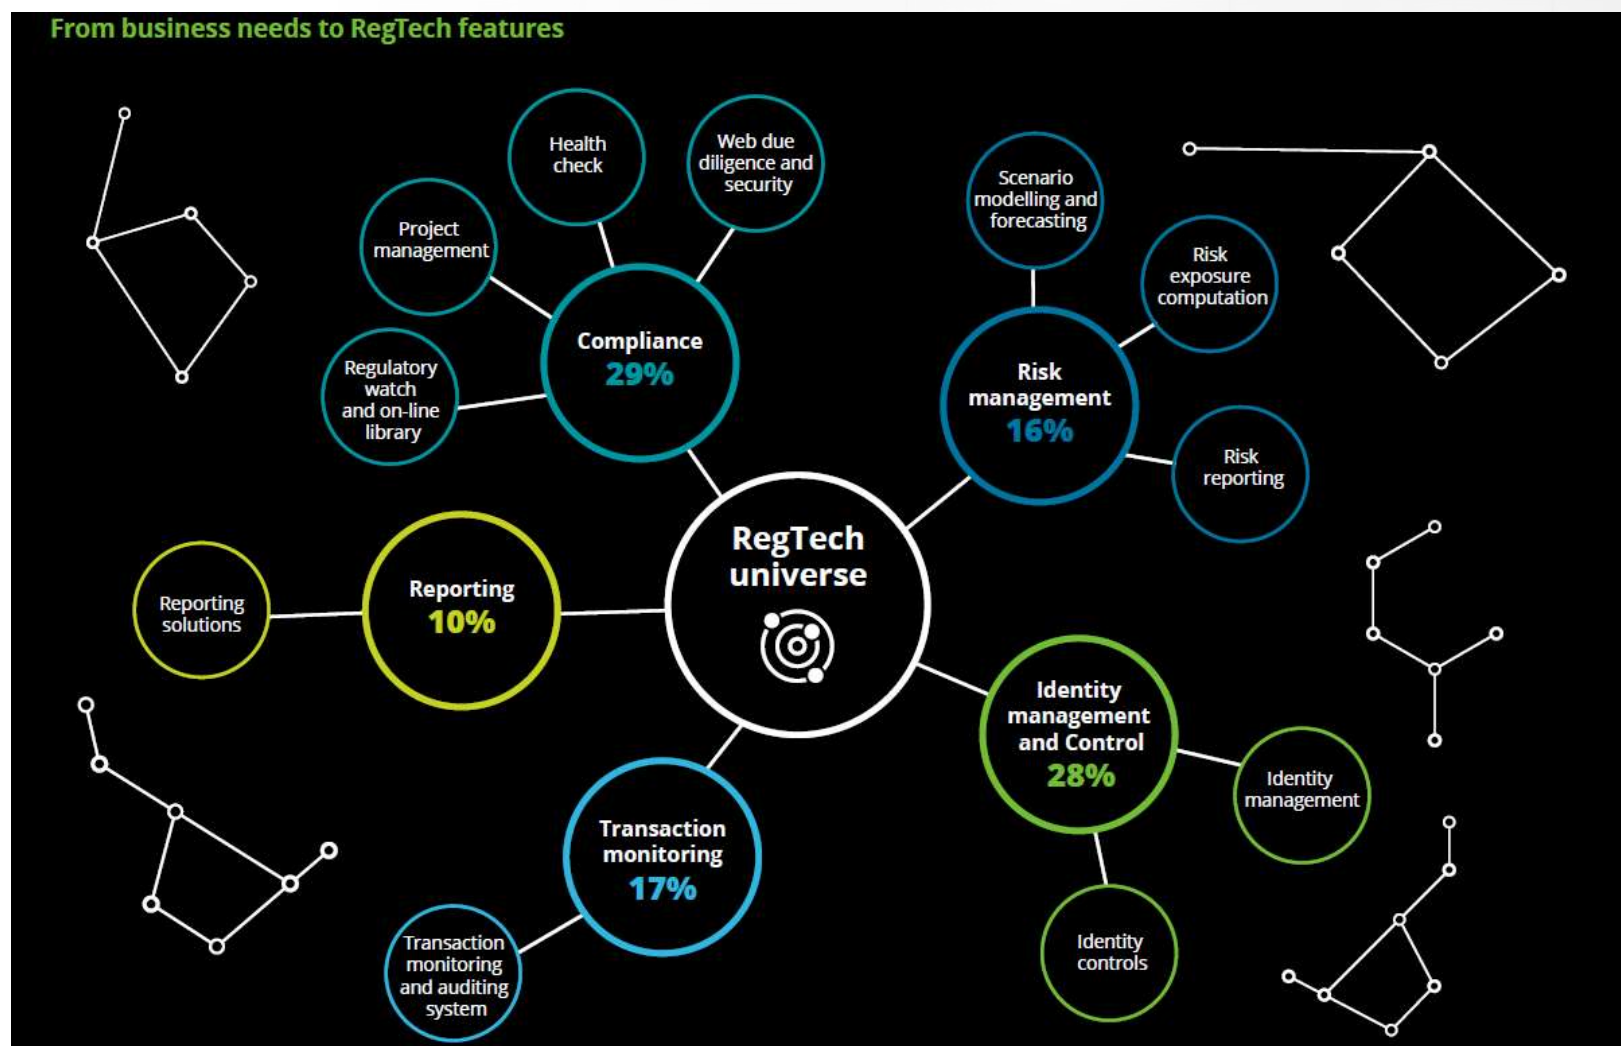 From business needs to RegTech features
Health
check
Web due
diligence and
security
Project
management
Regulatory
watch
and on-line
library
Compliance
29%
Scenario
modelling and
forecasting
Risk
exposure
computation
Risk
management
16%
Risk
reporting
RegTech
universe
Reporting
10%
Reporting
solutions
Identity
management
and Control
28%
Identity
management
Identity
controls
Transaction
monitoring
17%
Transaction
monitoring
and auditing
system